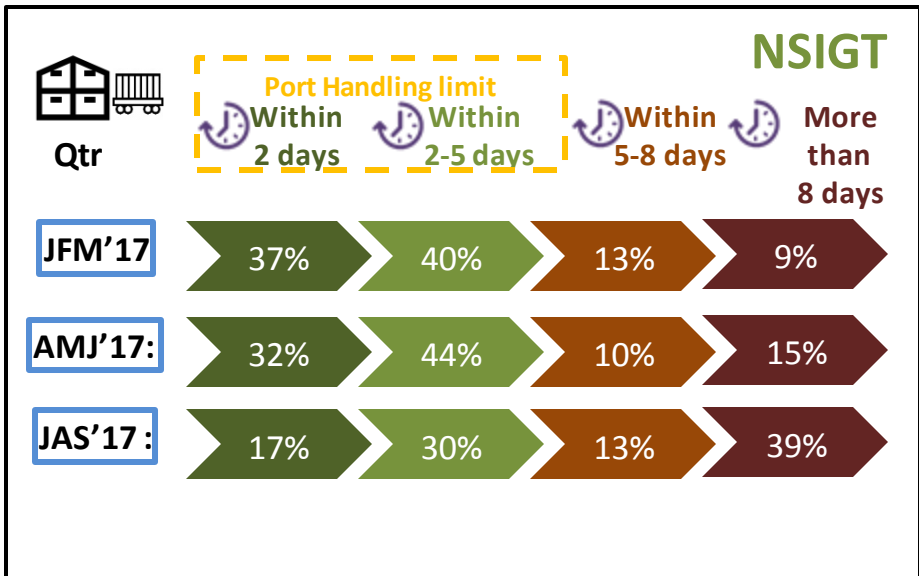 NSIGT
Port Handling limit
Qtr
Within
2 days
Within
2-5 days
Within
5-8 days
More
than
8 days
JFM’17
37%
40%
13%
9%
AMJ’17:
32%
44%
10%
15%
JAS’17 :
17%
30%
13%
39%